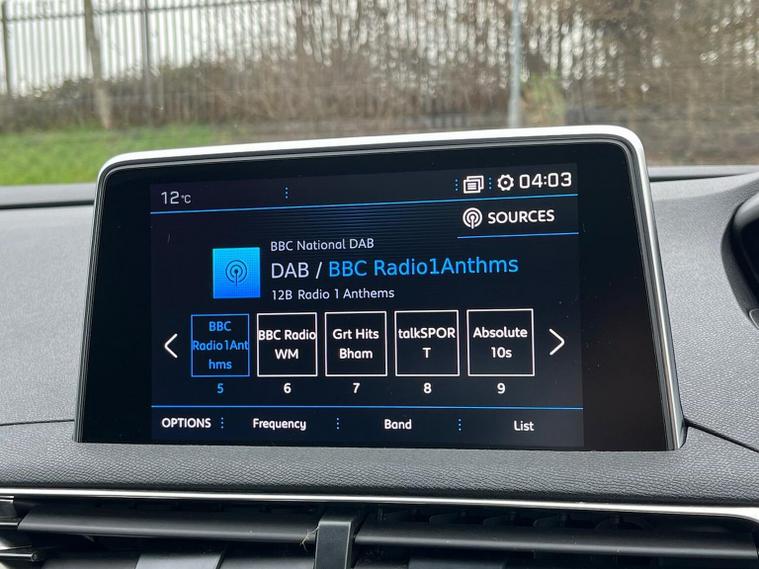 12°C
04:03
SOURCES
BBC National DAB
DAB / BBC Radio1Anthms
12B Radio 1 Anthems
BBC
Radio1Ant
hms
5
BBC Radio
WM
6
Grt Hits
Bham
7
talkSPOR
T
8
Absolute
10s
9
OPTIONS
Frequency
Band
List